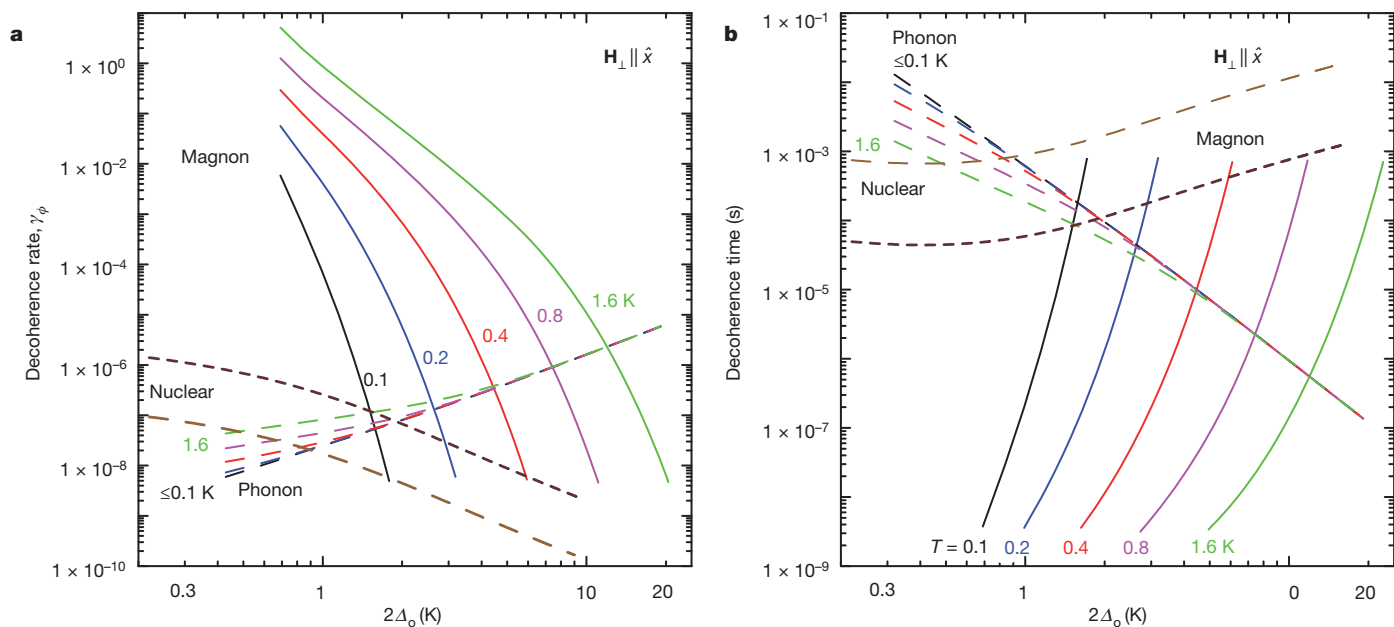 a
H⊥ || x̂
1 × 10⁰
1 × 10⁻²
1 × 10⁻⁴
1 × 10⁻⁶
1 × 10⁻⁸
1 × 10⁻¹⁰
Decoherence rate, γ_ϕ
Magnon
1.6 K
0.8
0.4
0.2
0.1
Nuclear
1.6
≤0.1 K
Phonon
0.3
1
10
20
2Δₒ (K)
b
Phonon
≤0.1 K
H⊥ || x̂
1 × 10⁻¹
1 × 10⁻³
1 × 10⁻⁵
1 × 10⁻⁷
1 × 10⁻⁹
Decoherence time (s)
Magnon
1.6
Nuclear
T = 0.1
0.2
0.4
0.8
1.6 K
0.3
1
0
20
2Δₒ (K)